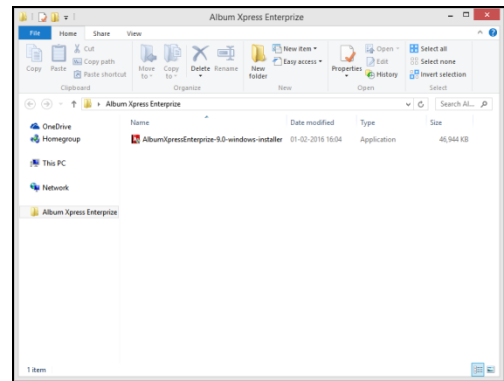 Album Xpress Enterprize
File Home Share View
Copy Paste Cut Copy path Paste shortcut
Move to Copy to Delete Rename New folder
New item Easy access
Properties Open Edit History
Select all Select none Invert selection
Clipboard Organize New Open Select
Album Xpress Enterprize Search Al...
Name Date modified Type Size
AlbumXpressEnterprize-9.0-windows-installer 01-02-2016 16:04 Application 46,944 KB
OneDrive
Homegroup
This PC
Network
Album Xpress Enterprize
1 item